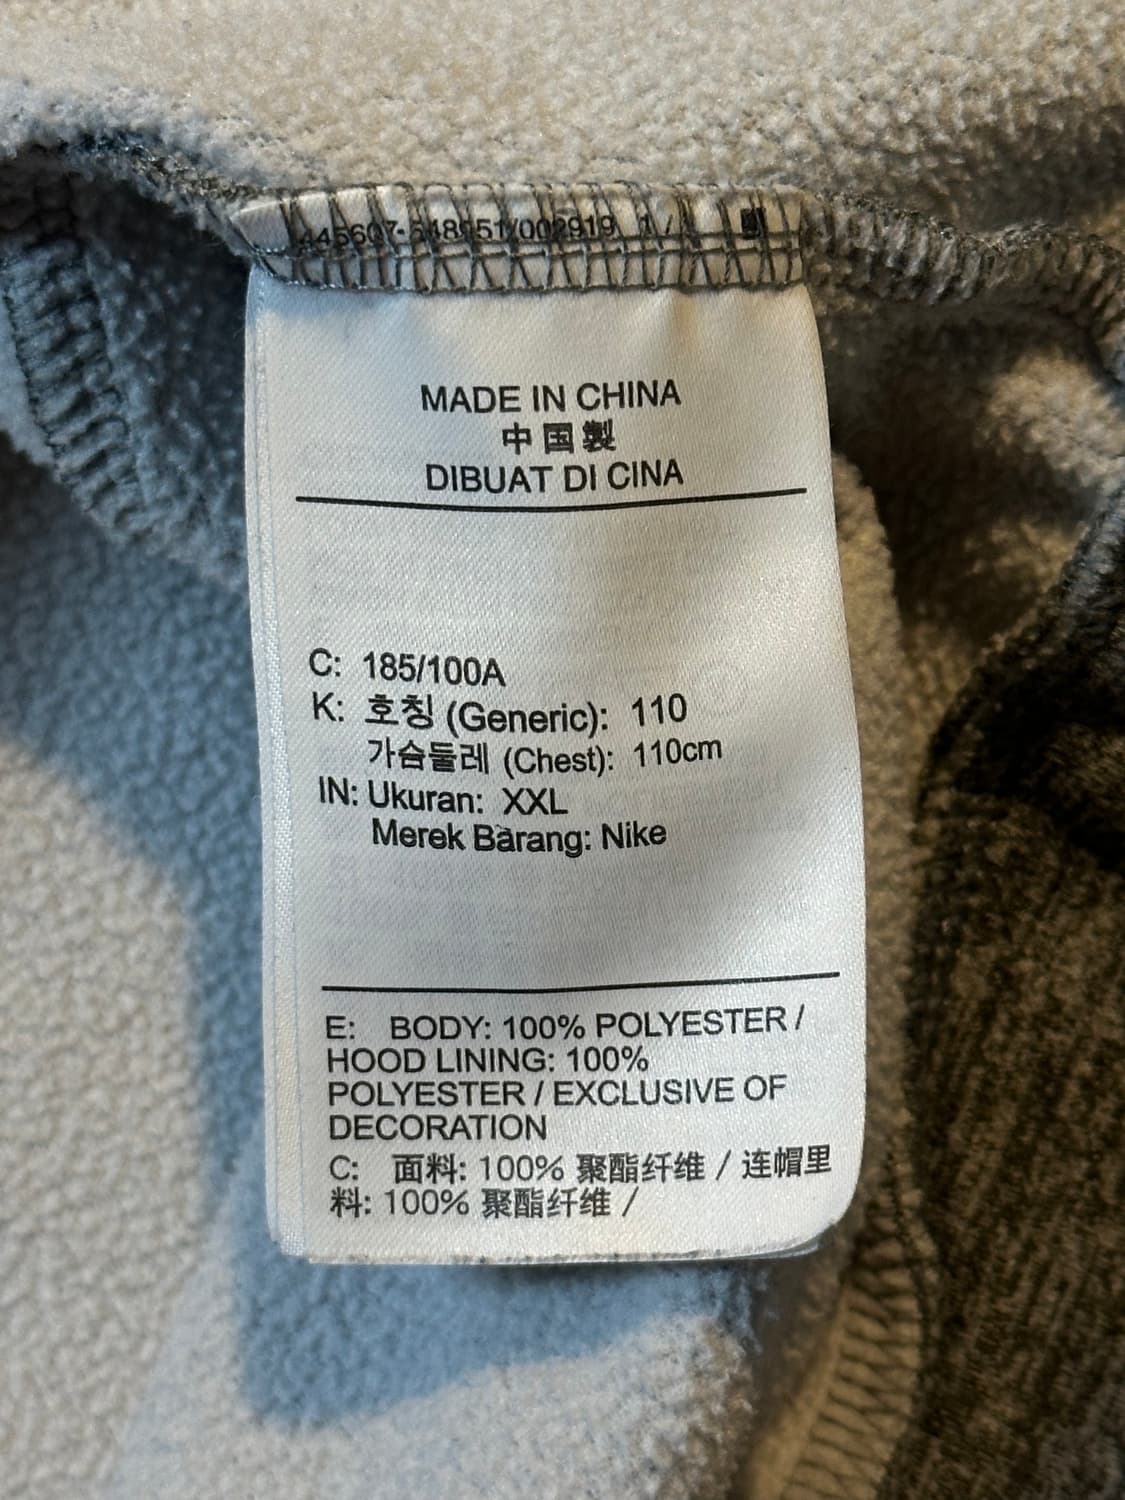 MADE IN CHINA
中国製
DIBUAT DI CINA
C: 185/100A
K: 호칭 (Generic): 110
가슴둘레 (Chest): 110cm
IN: Ukuran: XXL
Merek Barang: Nike
E: BODY: 100% POLYESTER /
HOOD LINING: 100%
POLYESTER / EXCLUSIVE OF
DECORATION
C: 面料: 100% 聚酯纤维 / 连帽里
料: 100% 聚酯纤维 /